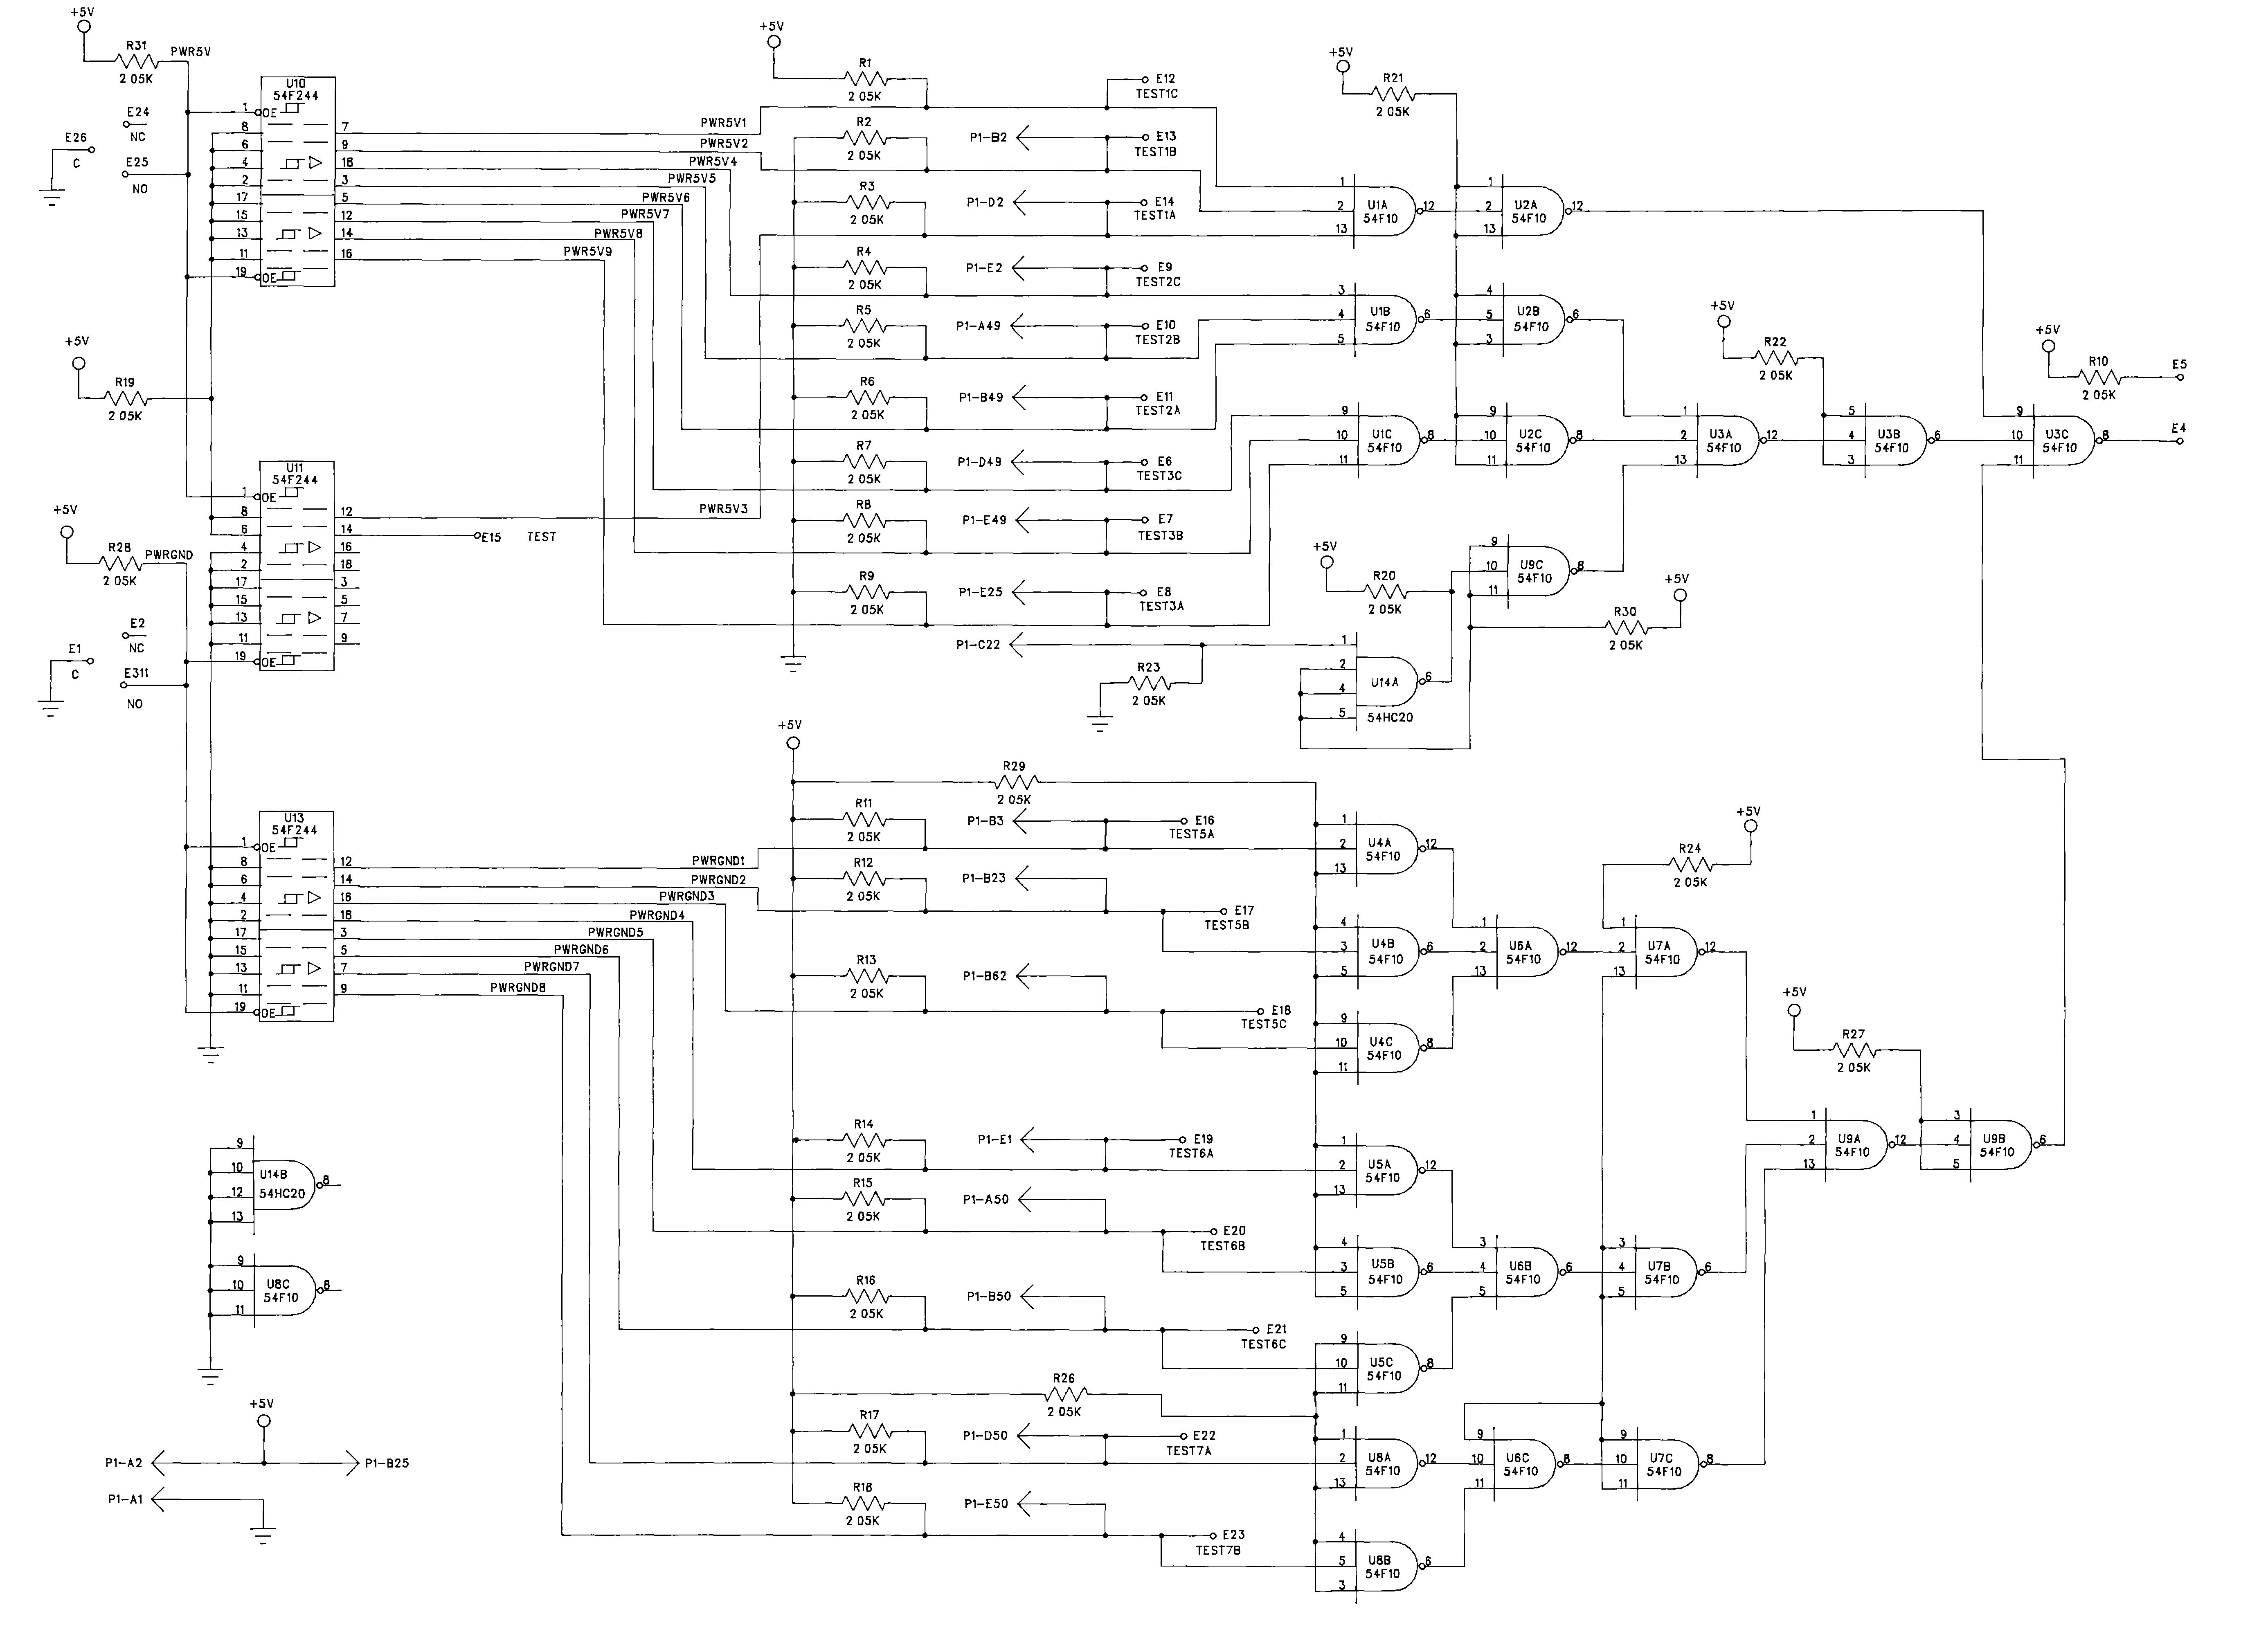 +5V
R31
2 05K
PWR5V
E24
NC
E26
C
E25
NO
U10
54F244
1
OE
8
6
4
2
17
15
13
11
19
OE
7
9
18
3
5
12
14
16
PWR5V1
PWR5V2
PWR5V4
PWR5V5
PWR5V6
PWR5V7
PWR5V8
PWR5V9
+5V
R19
2 05K
U11
54F244
1
OE
8
6
4
2
17
15
13
11
19
OE
12
14
16
18
3
5
7
9
PWR5V3
E15 TEST
+5V
R28
2 05K
PWRGND
E2
NC
E1
C
E311
NO
U13
54F244
1
OE
8
6
4
2
17
15
13
11
19
OE
12
14
16
18
3
5
7
9
PWRGND1
PWRGND2
PWRGND3
PWRGND4
PWRGND5
PWRGND6
PWRGND7
PWRGND8
9
10
12
13
U14B
54HC20
8
9
10
11
U8C
54F10
8
+5V
P1-A2
P1-B25
P1-A1
+5V
R1
2 05K
E12
TEST1C
R2
2 05K
P1-B2
E13
TEST1B
R3
2 05K
P1-D2
E14
TEST1A
R4
2 05K
P1-E2
E9
TEST2C
R5
2 05K
P1-A49
E10
TEST2B
R6
2 05K
P1-B49
E11
TEST2A
R7
2 05K
P1-D49
E6
TEST3C
R8
2 05K
P1-E49
E7
TEST3B
R9
2 05K
P1-E25
E8
TEST3A
P1-C22
R23
2 05K
+5V
R21
2 05K
1
2
13
U1A
54F10
12
1
2
13
U2A
54F10
12
3
4
5
U1B
54F10
6
4
5
3
U2B
54F10
6
9
10
11
U1C
54F10
8
9
10
11
U2C
54F10
8
+5V
R22
2 05K
1
2
13
U3A
54F10
12
5
4
3
U3B
54F10
6
+5V
R10
2 05K
E5
9
10
11
U3C
54F10
8
E4
+5V
R20
2 05K
9
10
11
U9C
54F10
8
+5V
R30
2 05K
1
2
4
5
U14A
54HC20
6
+5V
R29
2 05K
R11
2 05K
P1-B3
E16
TEST5A
R12
2 05K
P1-B23
E17
TEST5B
R13
2 05K
P1-B62
E18
TEST5C
R14
2 05K
P1-E1
E19
TEST6A
R15
2 05K
P1-A50
E20
TEST6B
R16
2 05K
P1-B50
E21
TEST6C
R26
2 05K
R17
2 05K
P1-D50
E22
TEST7A
R18
2 05K
P1-E50
E23
TEST7B
1
2
13
U4A
54F10
12
4
3
5
U4B
54F10
6
9
10
11
U4C
54F10
8
1
2
13
U5A
54F10
12
4
3
5
U5B
54F10
6
9
10
11
U5C
54F10
8
1
2
13
U8A
54F10
12
4
5
3
U8B
54F10
6
1
2
13
U6A
54F10
12
3
4
5
U6B
54F10
6
9
10
11
U6C
54F10
8
+5V
R24
2 05K
1
2
13
U7A
54F10
12
3
4
5
U7B
54F10
6
9
10
11
U7C
54F10
8
+5V
R27
2 05K
1
2
13
U9A
54F10
12
3
4
5
U9B
54F10
6